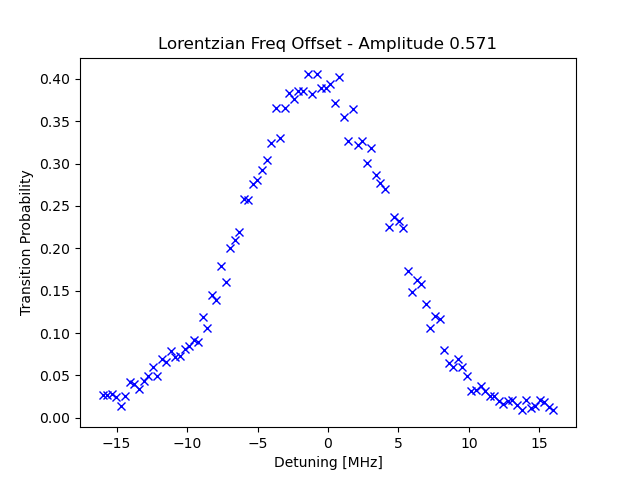 Lorentzian Freq Offset - Amplitude 0.571
0.40
0.35
0.30
0.25
0.20
0.15
0.10
0.05
0.00
Transition Probability
−15 −10 −5 0 5 10 15
Detuning [MHz]